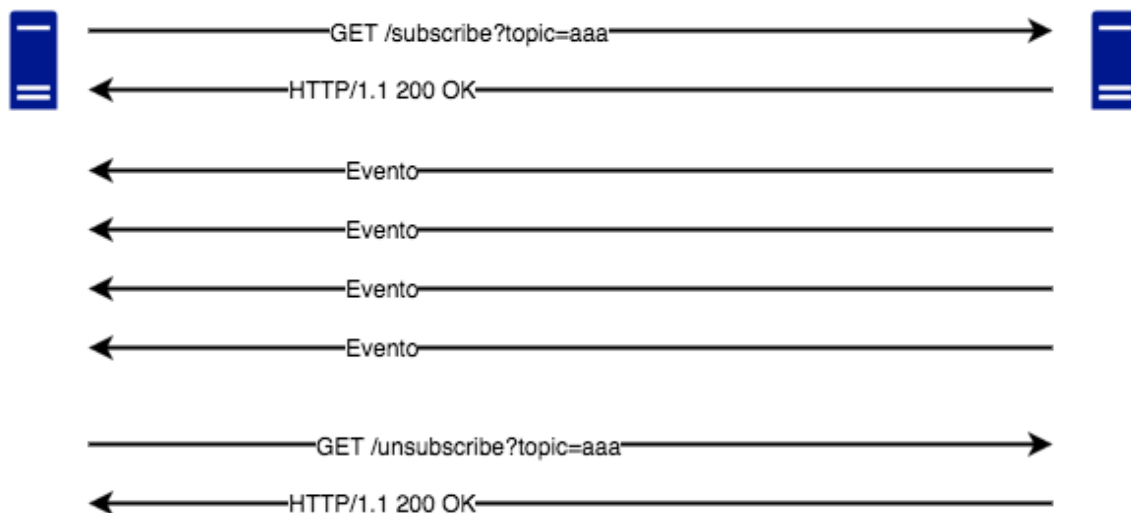 GET /subscribe?topic=aaa
HTTP/1.1 200 OK
Evento
Evento
Evento
Evento
GET /unsubscribe?topic=aaa
HTTP/1.1 200 OK